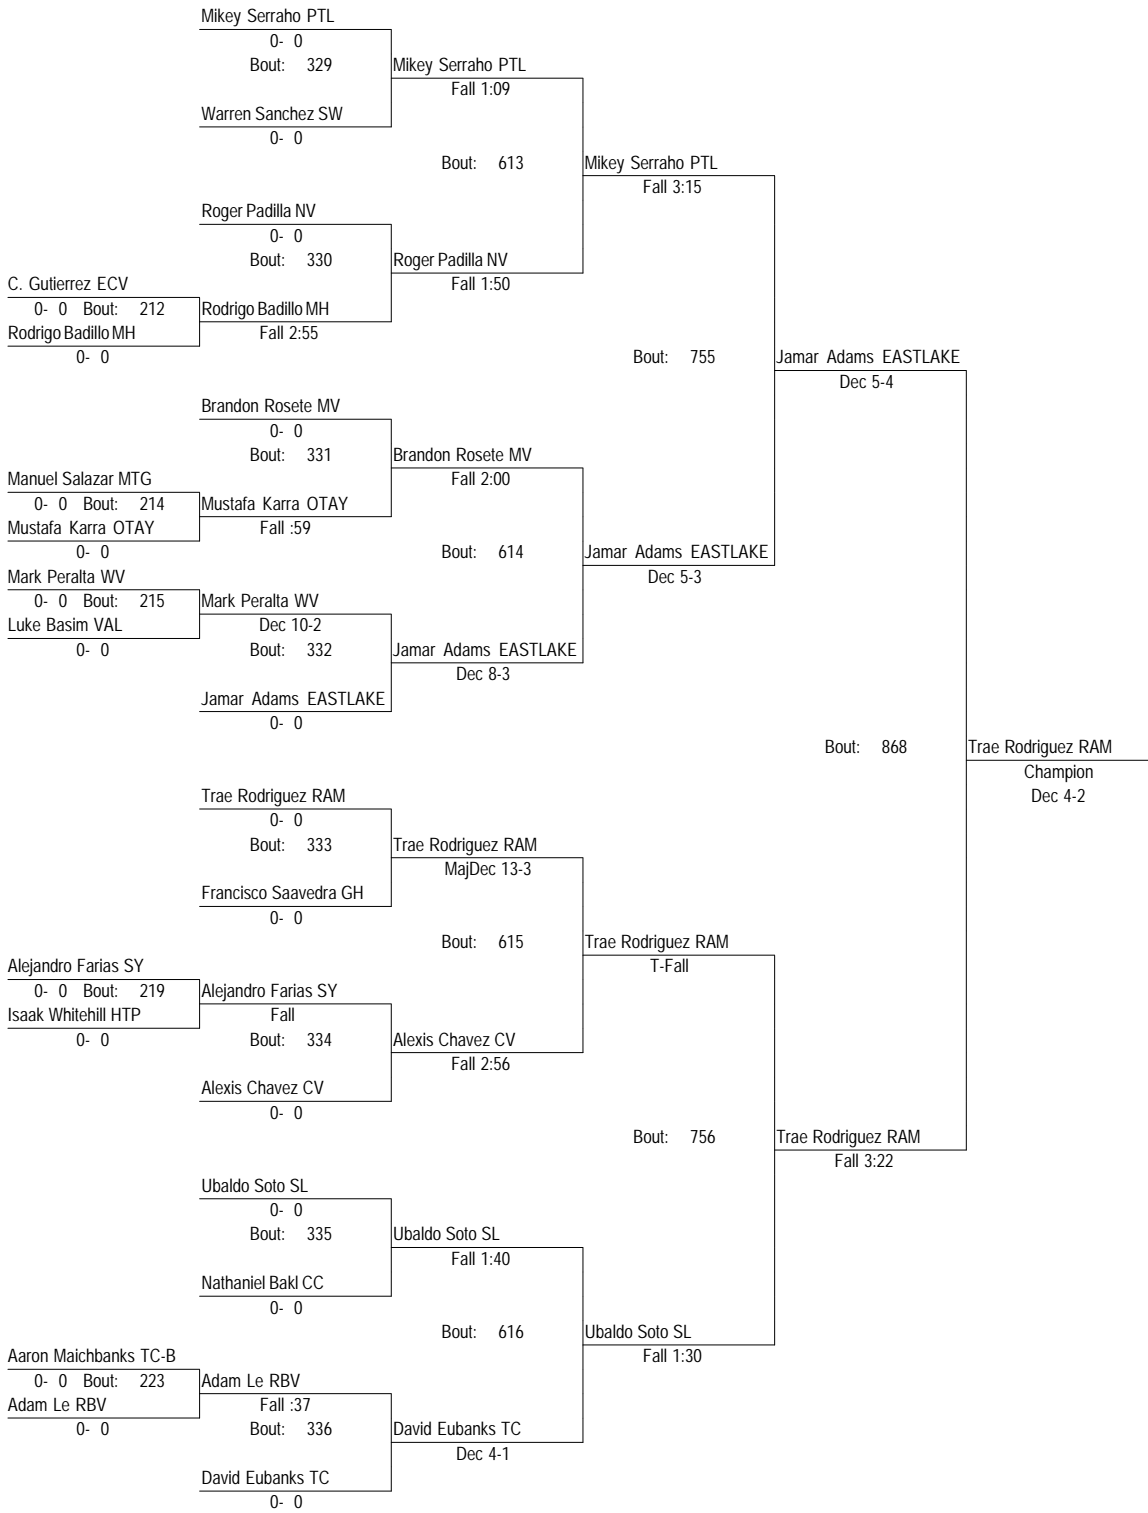 Mikey Serraho PTL
0- 0
Bout: 329
Mikey Serraho PTL
Fall 1:09
Warren Sanchez SW
0- 0
Bout: 613
Mikey Serraho PTL
Fall 3:15
Roger Padilla NV
0- 0
Bout: 330
Roger Padilla NV
Fall 1:50
C. Gutierrez ECV
0- 0 Bout: 212
Rodrigo Badillo MH
Fall 2:55
Rodrigo Badillo MH
0- 0
Bout: 755
Jamar Adams EASTLAKE
Dec 5-4
Brandon Rosete MV
0- 0
Bout: 331
Brandon Rosete MV
Fall 2:00
Manuel Salazar MTG
0- 0 Bout: 214
Mustafa Karra OTAY
Fall :59
Mustafa Karra OTAY
0- 0
Bout: 614
Jamar Adams EASTLAKE
Dec 5-3
Mark Peralta WV
0- 0 Bout: 215
Mark Peralta WV
Dec 10-2
Luke Basim VAL
0- 0
Bout: 332
Jamar Adams EASTLAKE
Dec 8-3
Jamar Adams EASTLAKE
0- 0
Bout: 868
Trae Rodriguez RAM
Champion
Dec 4-2
Trae Rodriguez RAM
0- 0
Bout: 333
Trae Rodriguez RAM
MajDec 13-3
Francisco Saavedra GH
0- 0
Bout: 615
Trae Rodriguez RAM
T-Fall
Alejandro Farias SY
0- 0 Bout: 219
Alejandro Farias SY
Fall
Isaak Whitehill HTP
0- 0
Bout: 334
Alexis Chavez CV
Fall 2:56
Alexis Chavez CV
0- 0
Bout: 756
Trae Rodriguez RAM
Fall 3:22
Ubaldo Soto SL
0- 0
Bout: 335
Ubaldo Soto SL
Fall 1:40
Nathaniel Bakl CC
0- 0
Bout: 616
Ubaldo Soto SL
Fall 1:30
Aaron Maichbanks TC-B
0- 0 Bout: 223
Adam Le RBV
Fall :37
Adam Le RBV
0- 0
Bout: 336
David Eubanks TC
Dec 4-1
David Eubanks TC
0- 0